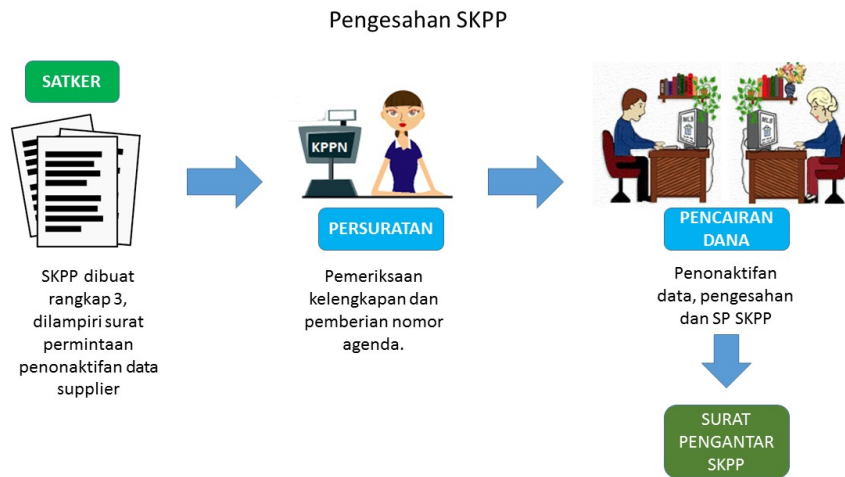 Pengesahan SKPP
SATKER
SKPP dibuat
rangkap 3,
dilampiri surat
permintaan
penonaktifan data
supplier
KPPN
PERSURATAN
Pemeriksaan
kelengkapan dan
pemberian nomor
agenda.
PENCAIRAN
DANA
Penonaktifan
data, pengesahan
dan SP SKPP
SURAT
PENGANTAR
SKPP